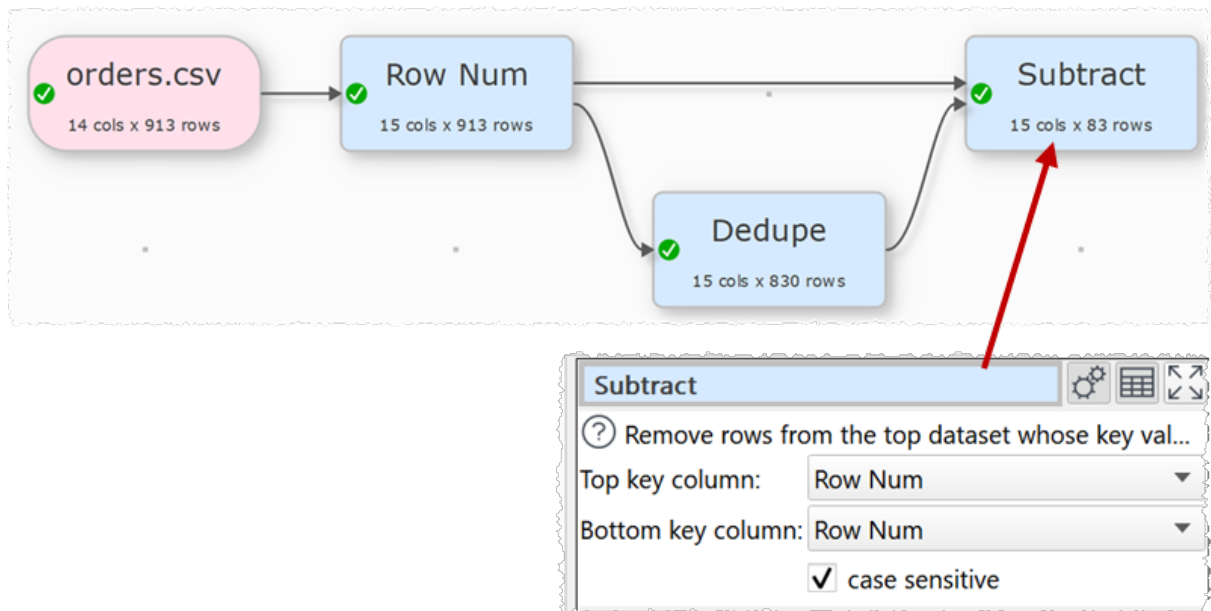 orders.csv
14 cols x 913 rows
Row Num
15 cols x 913 rows
Subtract
15 cols x 83 rows
Dedupe
15 cols x 830 rows
Subtract
? Remove rows from the top dataset whose key val...
Top key column: Row Num
Bottom key column: Row Num
case sensitive